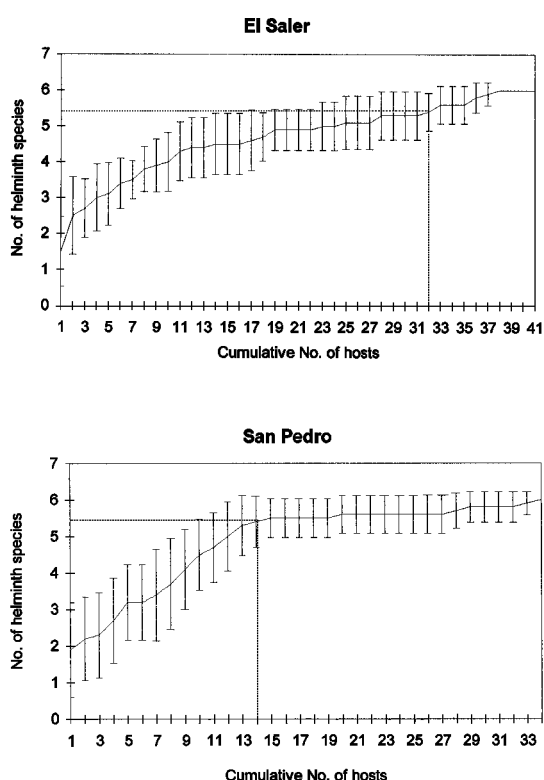 El Saler
7
6
5
4
3
2
1
0
No. of helminth species
1 3 5 7 9 11 13 15 17 19 21 23 25 27 29 31 33 35 37 39 41
Cumulative No. of hosts
San Pedro
7
6
5
4
3
2
1
0
No. of helminth species
1 3 5 7 9 11 13 15 17 19 21 23 25 27 29 31 33
Cumulative No. of hosts